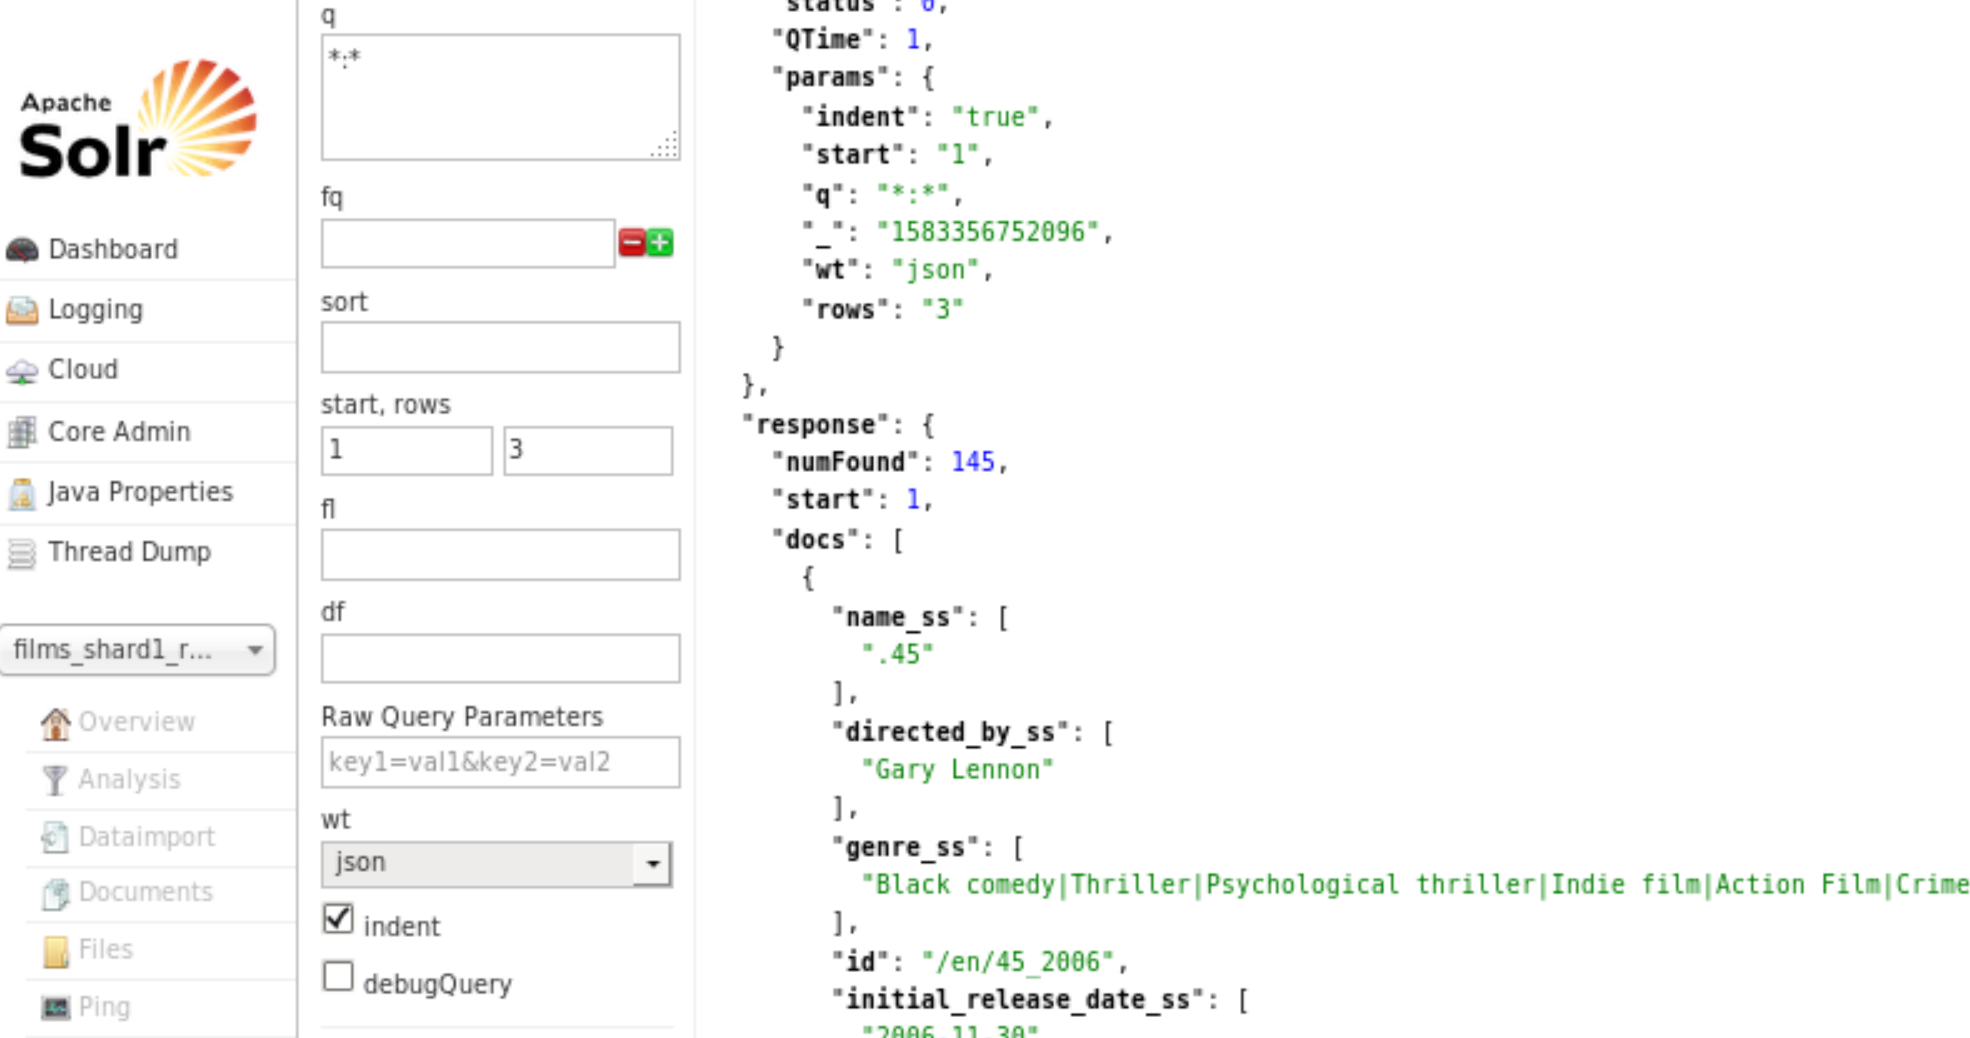 Apache
Solr
Dashboard
Logging
Cloud
Core Admin
Java Properties
Thread Dump
films_shard1_r...
Overview
Analysis
Dataimport
Documents
Files
Ping
q
*:*
fq
sort
start, rows
1 3
fl
df
Raw Query Parameters
key1=val1&key2=val2
wt
json
indent
debugQuery
"status": 0,
"QTime": 1,
"params": {
"indent": "true",
"start": "1",
"q": "*:*",
"_": "1583356752096",
"wt": "json",
"rows": "3"
}
},
"response": {
"numFound": 145,
"start": 1,
"docs": [
{
"name_ss": [
".45"
],
"directed_by_ss": [
"Gary Lennon"
],
"genre_ss": [
"Black comedy|Thriller|Psychological thriller|Indie film|Action Film|Crime
],
"id": "/en/45_2006",
"initial_release_date_ss": [
"2006-11-30"